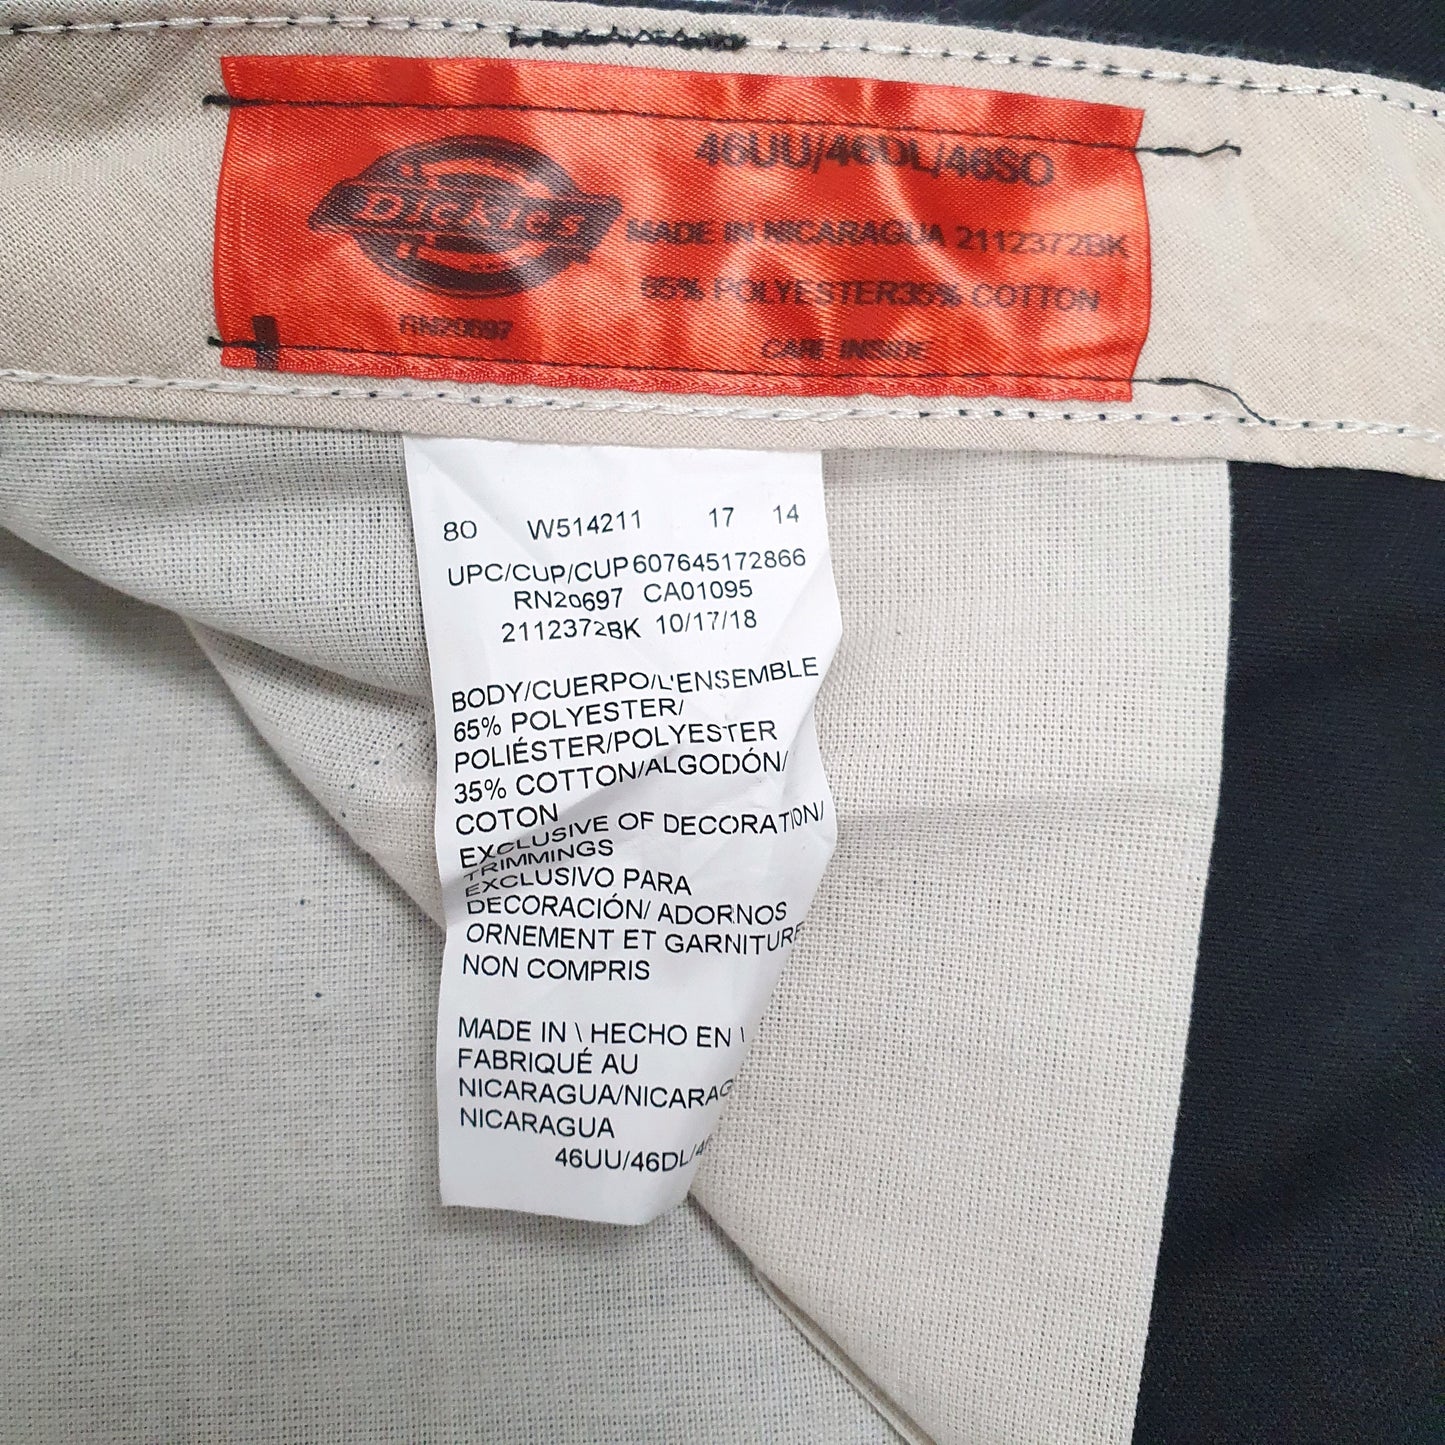 46UU/46DL/46SO
DICKIES
MADE IN NICARAGUA 2112372BK
65% POLYESTER35% COTTON
RN20697
CARE INSIDE
80 W514211 17 14
UPC/CUP/CUP607645172866
RN20697 CA01095
2112372BK 10/17/18
BODY/CUERPO/L'ENSEMBLE
65% POLYESTER/
POLIÉSTER/POLYESTER
35% COTTON/ALGODÓN/
COTON
EXCLUSIVE OF DECORATION/
TRIMMINGS
EXCLUSIVO PARA
DECORACIÓN/ ADORNOS
ORNEMENT ET GARNITURE
NON COMPRIS
MADE IN \ HECHO EN \
FABRIQUÉ AU
NICARAGUA/NICARAG
NICARAGUA
46UU/46DL/46